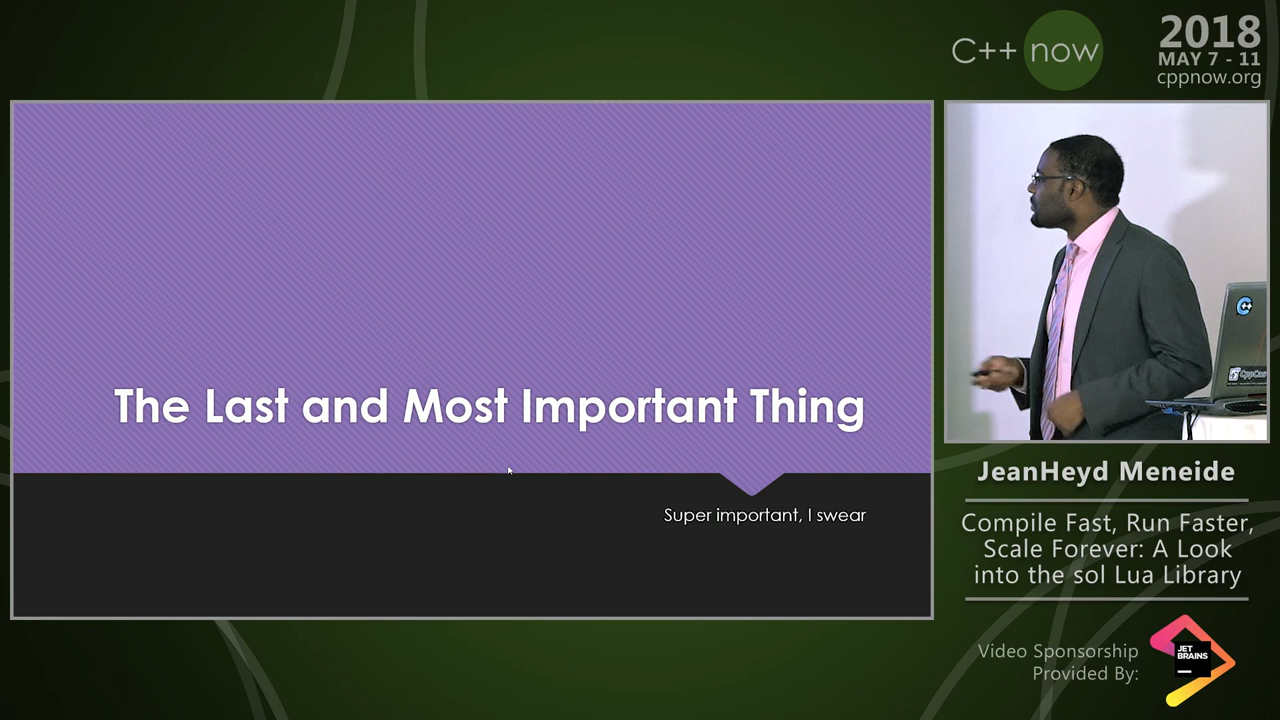 C++ now
2018
MAY 7 - 11
cppnow.org
The Last and Most Important Thing
Super important, I swear
C++
CppCast
JeanHeyd Meneide
Compile Fast, Run Faster,
Scale Forever: A Look
into the sol Lua Library
Video Sponsorship
Provided By:
JET
BRAINS